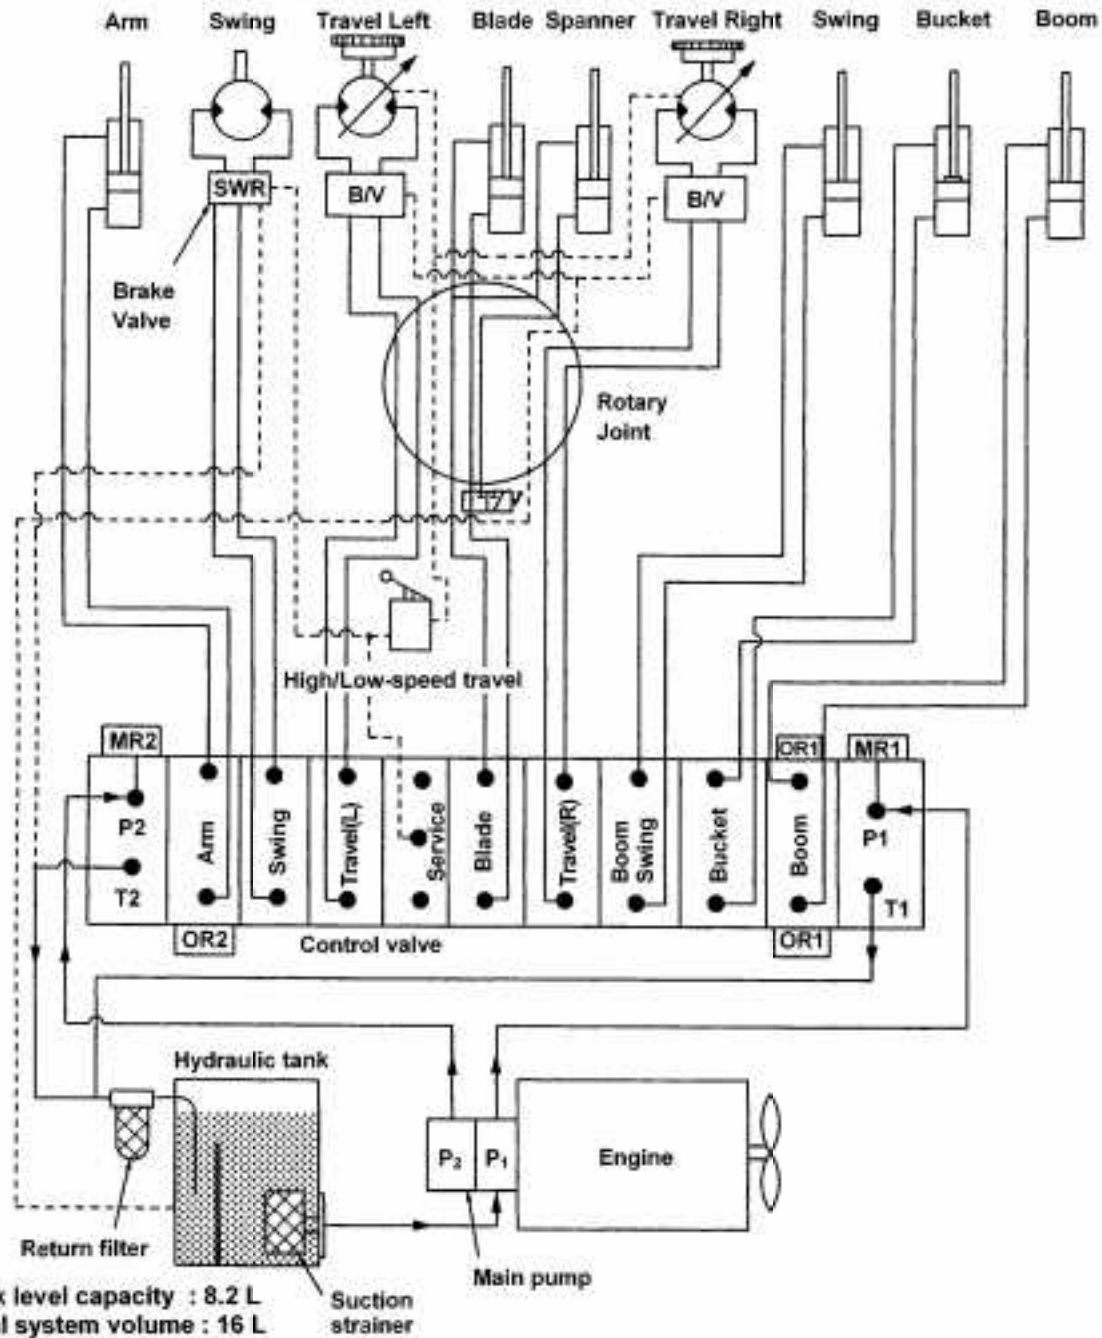 Arm Swing Travel Left Blade Spanner Travel Right Swing Bucket Boom
SWR
B/V
B/V
Brake
Valve
Rotary
Joint
V
High/Low-speed travel
MR2
OR1
MR1
P2
T2
Arm
Swing
Travel(L)
Service
Blade
Travel(R)
Boom
Swing
Bucket
Boom
P1
T1
OR2
Control valve
OR1
Hydraulic tank
P2
P1
Engine
Return filter
Main pump
Suction
strainer
level capacity : 8.2 L
system volume : 16 L